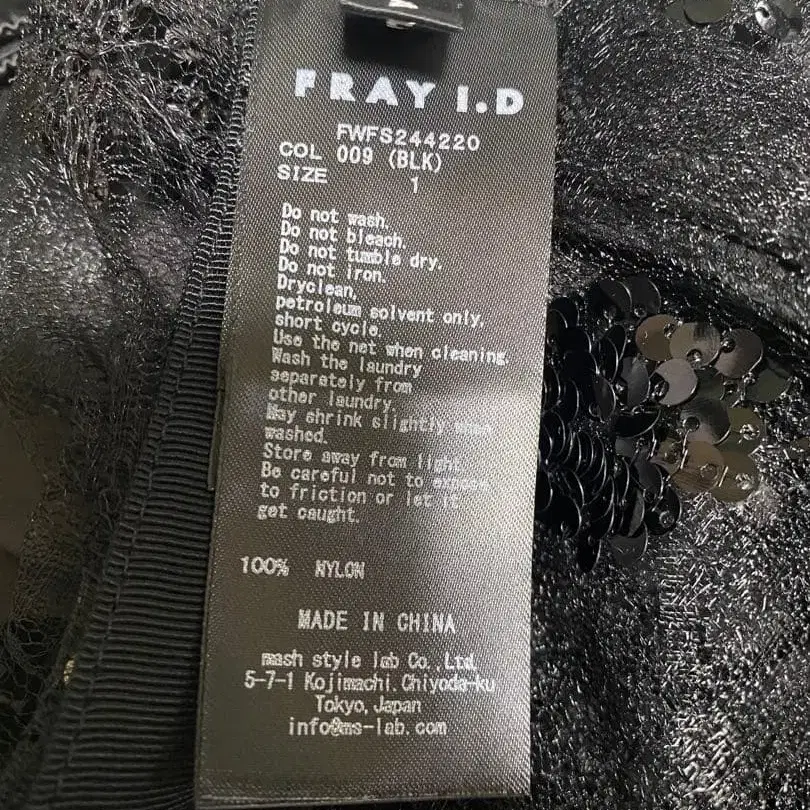 FRAY I.D
FWFS244220
COL 009 (BLK)
SIZE 1
Do not wash.
Do not bleach.
Do not tumble dry.
Do not iron.
Dryclean,
petroleum solvent only,
short cycle.
Use the net when cleaning.
Wash the laundry
separately from
other laundry.
May shrink slightly when
washed.
Store away from light.
Be careful not to expose
to friction or let it
get caught.
100% NYLON
MADE IN CHINA
mash style lab Co.,Ltd.
5-7-1 Kojimachi,Chiyoda-ku
Tokyo,Japan
info@ms-lab.com